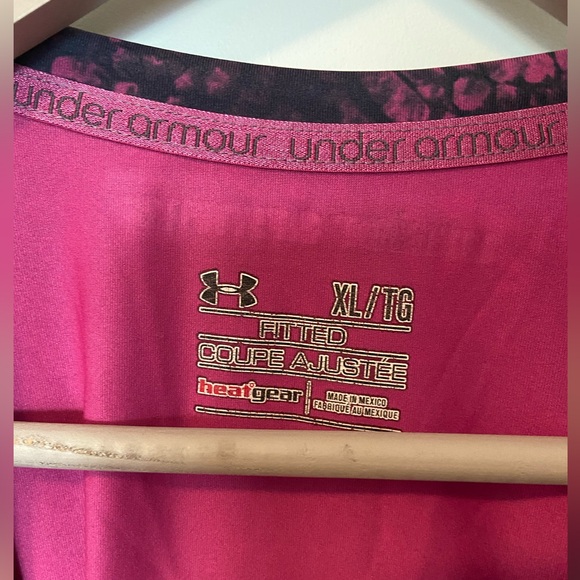 under armour under armour
XL/TG
FITTED
COUPE AJUSTÉE
heatgear
MADE IN MEXICO
FABRIQUÉ AU MEXIQUE